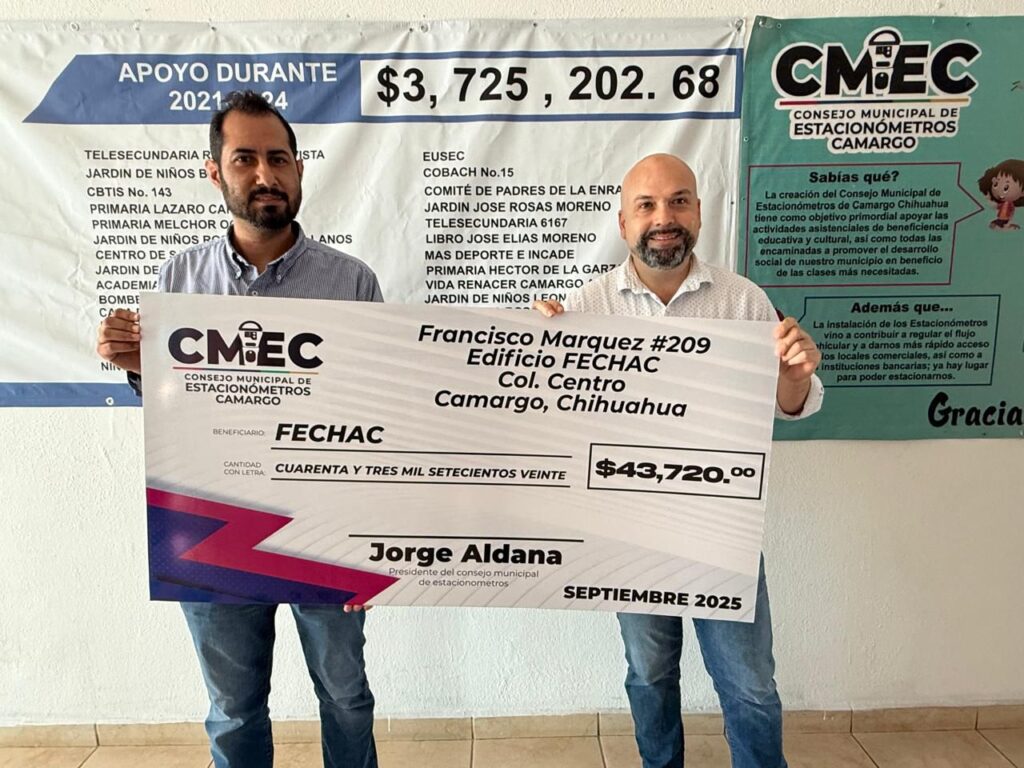 APOYO DURANTE
2021 24
$3, 725 , 202. 68
TELESECUNDARIA
JARDIN DE NIÑOS
CBTIS No. 143
PRIMARIA LAZARO
PRIMARIA MELCHOR
JARDIN DE NIÑOS
CENTRO DE
JARDIN DE
ACADEMIA
EUSEC
COBACH No.15
COMITÉ DE PADRES DE LA
JARDIN JOSE ROSAS MORENO
TELESECUNDARIA 6167
LIBRO JOSE ELIAS MORENO
MAS DEPORTE E INCADE
PRIMARIA HECTOR DE LA GARZA
VIDA RENACER CAMARGO
JARDIN DE NIÑOS
CMEC
CONSEJO MUNICIPAL DE
ESTACIONÓMETROS
CAMARGO
Sabías qué?
La creación del Consejo Municipal de
Estacionómetros de Camargo Chihuahua
tiene como objetivo primordial apoyar las
actividades asistenciales de beneficiencia
educativa y cultural, así como todas las
encaminadas a promover el desarrollo
social de nuestro municipio en beneficio
de las clases más necesitadas.
Además que...
La instalación de los Estacionómetros
vino a contribuir a regular el flujo
vehicular y a darnos más rápido acceso
los locales comerciales, así como a
instituciones bancarias; ya hay lugar
para poder estacionarnos.
Gracia
CMEC
CONSEJO MUNICIPAL DE
ESTACIONÓMETROS
CAMARGO
Francisco Marquez #209
Edificio FECHAC
Col. Centro
Camargo, Chihuahua
BENEFICIARIO: FECHAC
CANTIDAD
CON LETRA: CUARENTA Y TRES MIL SETECIENTOS VEINTE
$43,720.00
Jorge Aldana
Presidente del consejo municipal
de estacionometros
SEPTIEMBRE 2025